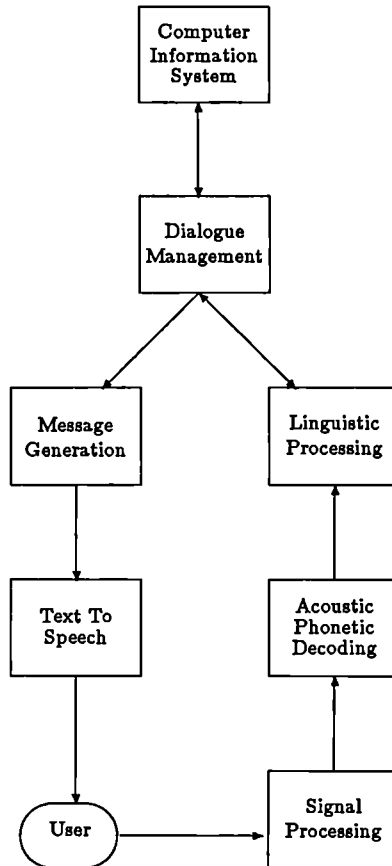 Computer
Information
System
Dialogue
Management
Message
Generation
Linguistic
Processing
Text To
Speech
Acoustic
Phonetic
Decoding
User
Signal
Processing